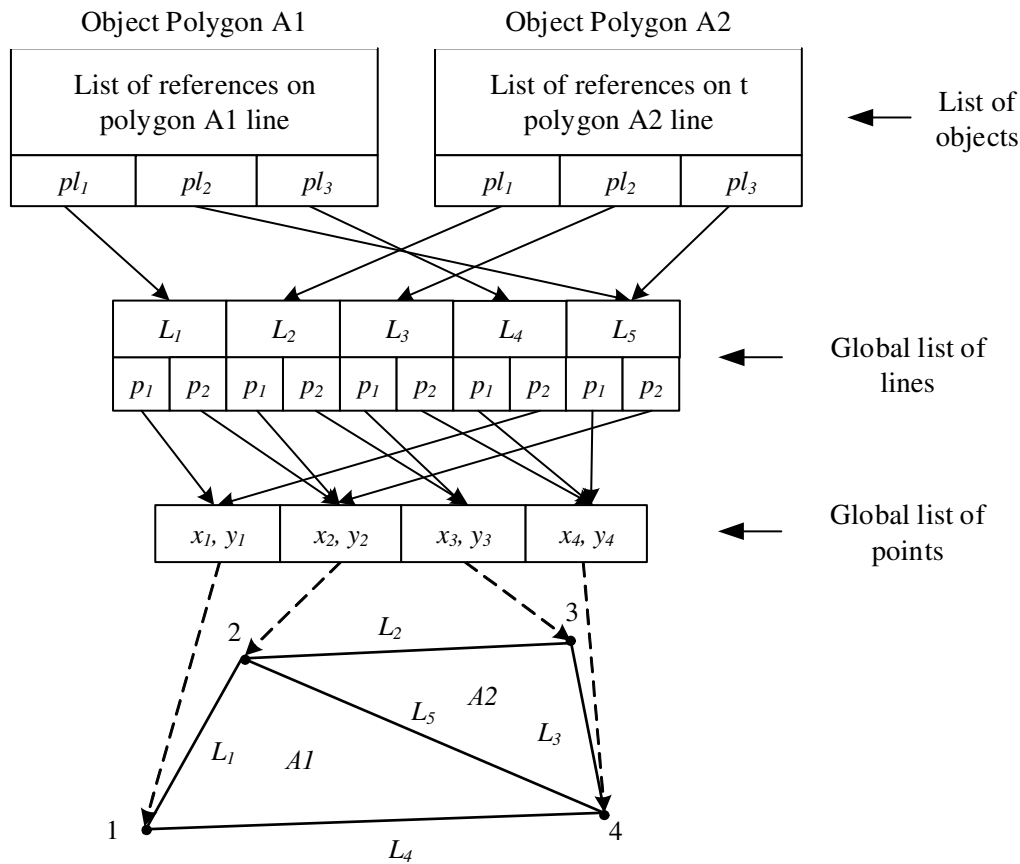 Object Polygon A1
Object Polygon A2
List of references on
polygon A1 line
List of references on t
polygon A2 line
List of
objects
pl1 pl2 pl3
pl1 pl2 pl3
L1 L2 L3 L4 L5
Global list of
lines
p1 p2 p1 p2 p1 p2 p1 p2 p1 p2
x1, y1 x2, y2 x3, y3 x4, y4
Global list of
points
2
L2
3
L1
A1
L5
A2
L3
1
L4
4